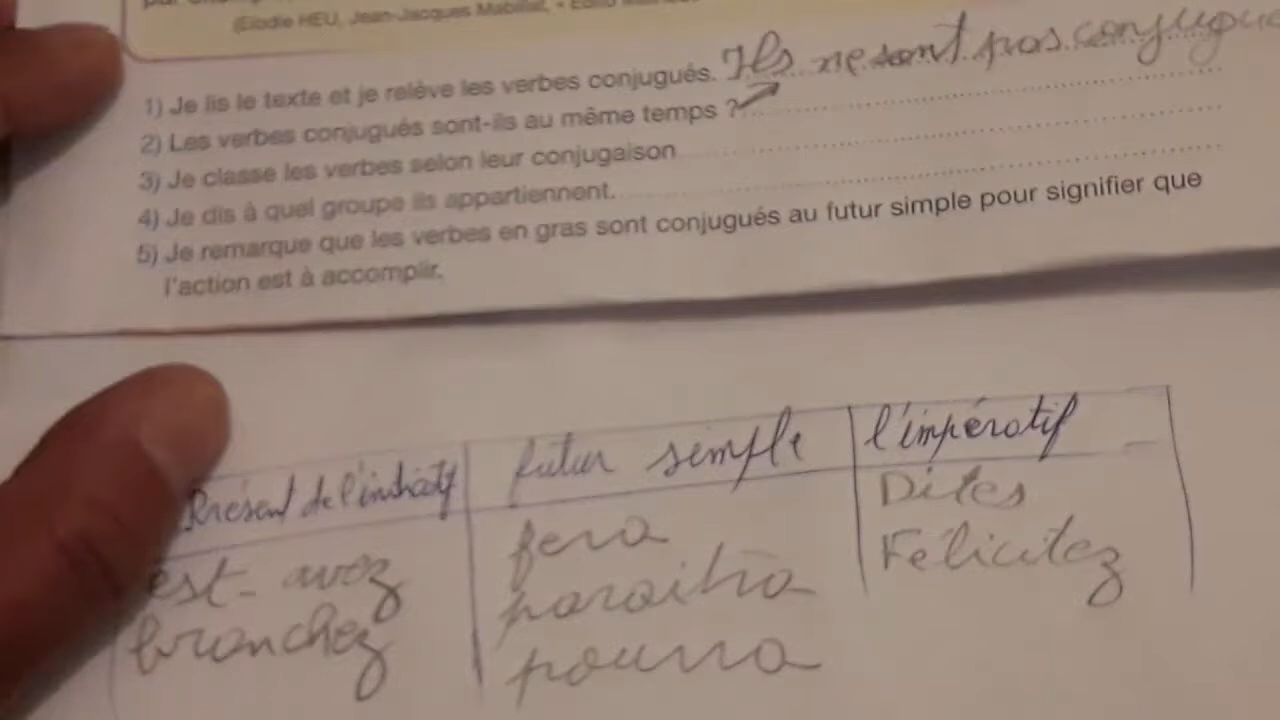 (Elodie HEU, Jean-Jacques Mabillat,
1) Je lis le texte et je relève les verbes conjugués. Ils ne sont pas conjugué
2) Les verbes conjugués sont-ils au même temps ?
3) Je classe les verbes selon leur conjugaison
4) Je dis à quel groupe ils appartiennent.
5) Je remarque que les verbes en gras sont conjugués au futur simple pour signifier que
l'action est à accomplir.
Présent de l'indicatif futur simple l'impératif
est - avez fera Dites
branchez paraitra Félicitez
pourra